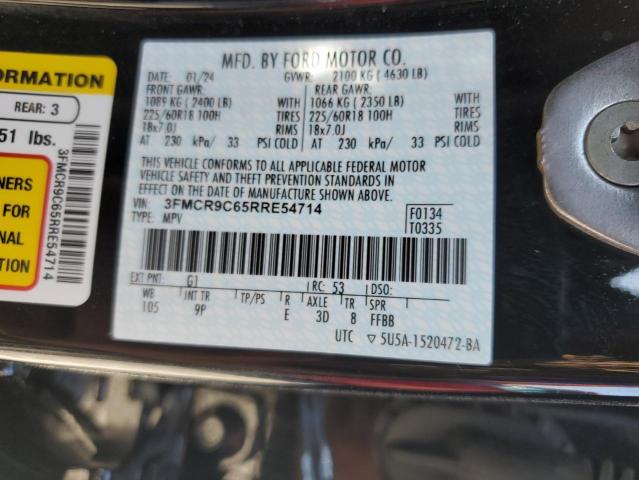 ORMATION
REAR: 3
51 lbs.
NERS
FOR
NAL
N
3FMCR9C65RRE54714
MFD. BY FORD MOTOR CO.
DATE: 01/24 GVWR: 2100 KG ( 4630 LB)
FRONT GAWR: REAR GAWR:
1089 KG (2400 LB) WITH 1066 KG (2350 LB) WITH
225/60R18 100H TIRES 225/60R18 100H TIRES
18x7.0J RIMS 18x7.0J RIMS
AT 230 kPa/ 33 PSI COLD AT 230 kPa/ 33 PSI COLD
THIS VEHICLE CONFORMS TO ALL APPLICABLE FEDERAL MOTOR
VEHICLE SAFETY AND THEFT PREVENTION STANDARDS IN
EFFECT ON THE DATE OF MANUFACTURE SHOWN ABOVE.
VIN: 3FMCR9C65RRE54714
TYPE: MPV
F0134
T0335
EXT PNT: G1 RC: 53 DSO:
WB INT TR TP/PS R AXLE TR SPR
105 9P E 3D 8 FFBB
UTC ▽5U5A-1520472-BA